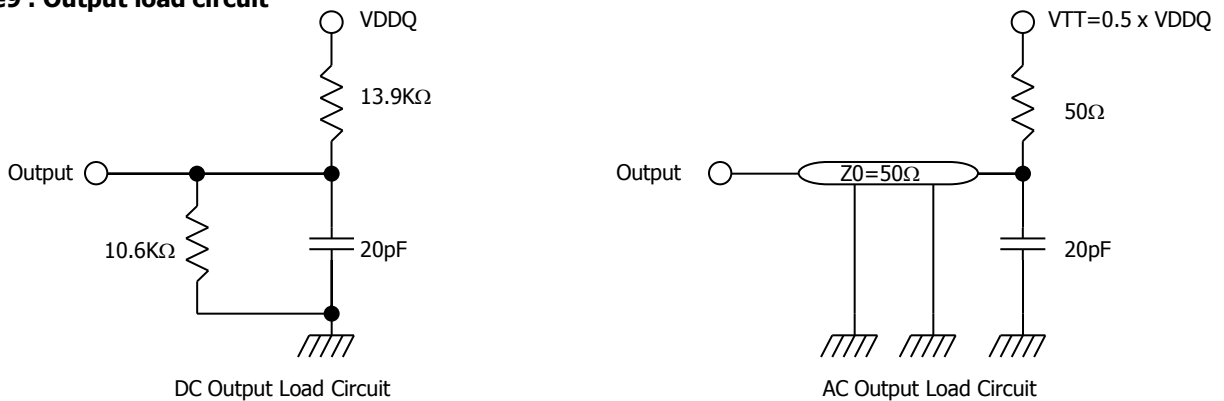 : Output load circuit
VDDQ
13.9KΩ
Output
10.6KΩ
20pF
DC Output Load Circuit
VTT=0.5 x VDDQ
50Ω
Output
Z0=50Ω
20pF
AC Output Load Circuit